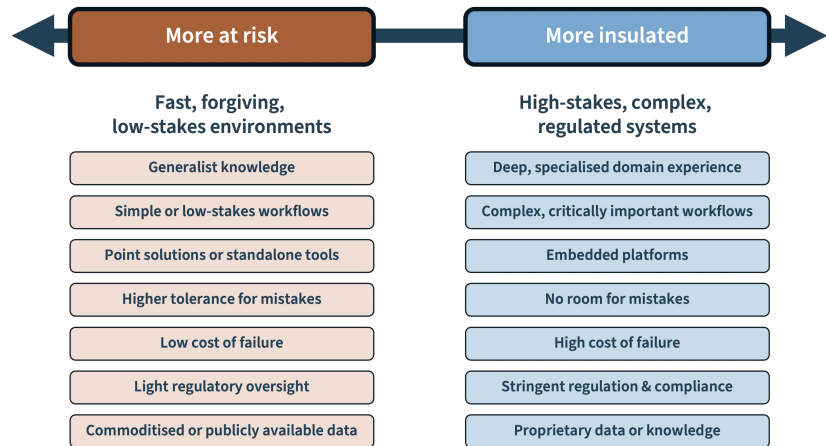 More at risk
More insulated
Fast, forgiving,
low-stakes environments
High-stakes, complex,
regulated systems
Generalist knowledge
Deep, specialised domain experience
Simple or low-stakes workflows
Complex, critically important workflows
Point solutions or standalone tools
Embedded platforms
Higher tolerance for mistakes
No room for mistakes
Low cost of failure
High cost of failure
Light regulatory oversight
Stringent regulation & compliance
Commoditised or publicly available data
Proprietary data or knowledge